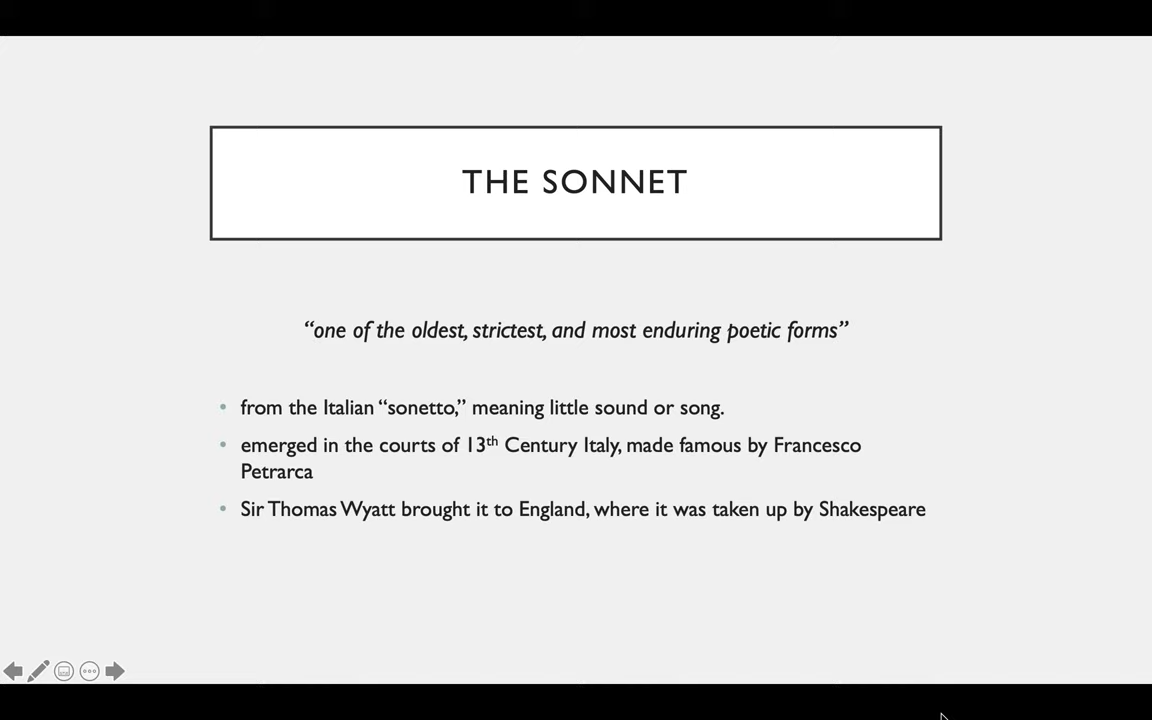 THE SONNET
“one of the oldest, strictest, and most enduring poetic forms”
• from the Italian “sonetto,” meaning little sound or song.
• emerged in the courts of 13th Century Italy, made famous by Francesco
Petrarca
• Sir Thomas Wyatt brought it to England, where it was taken up by Shakespeare